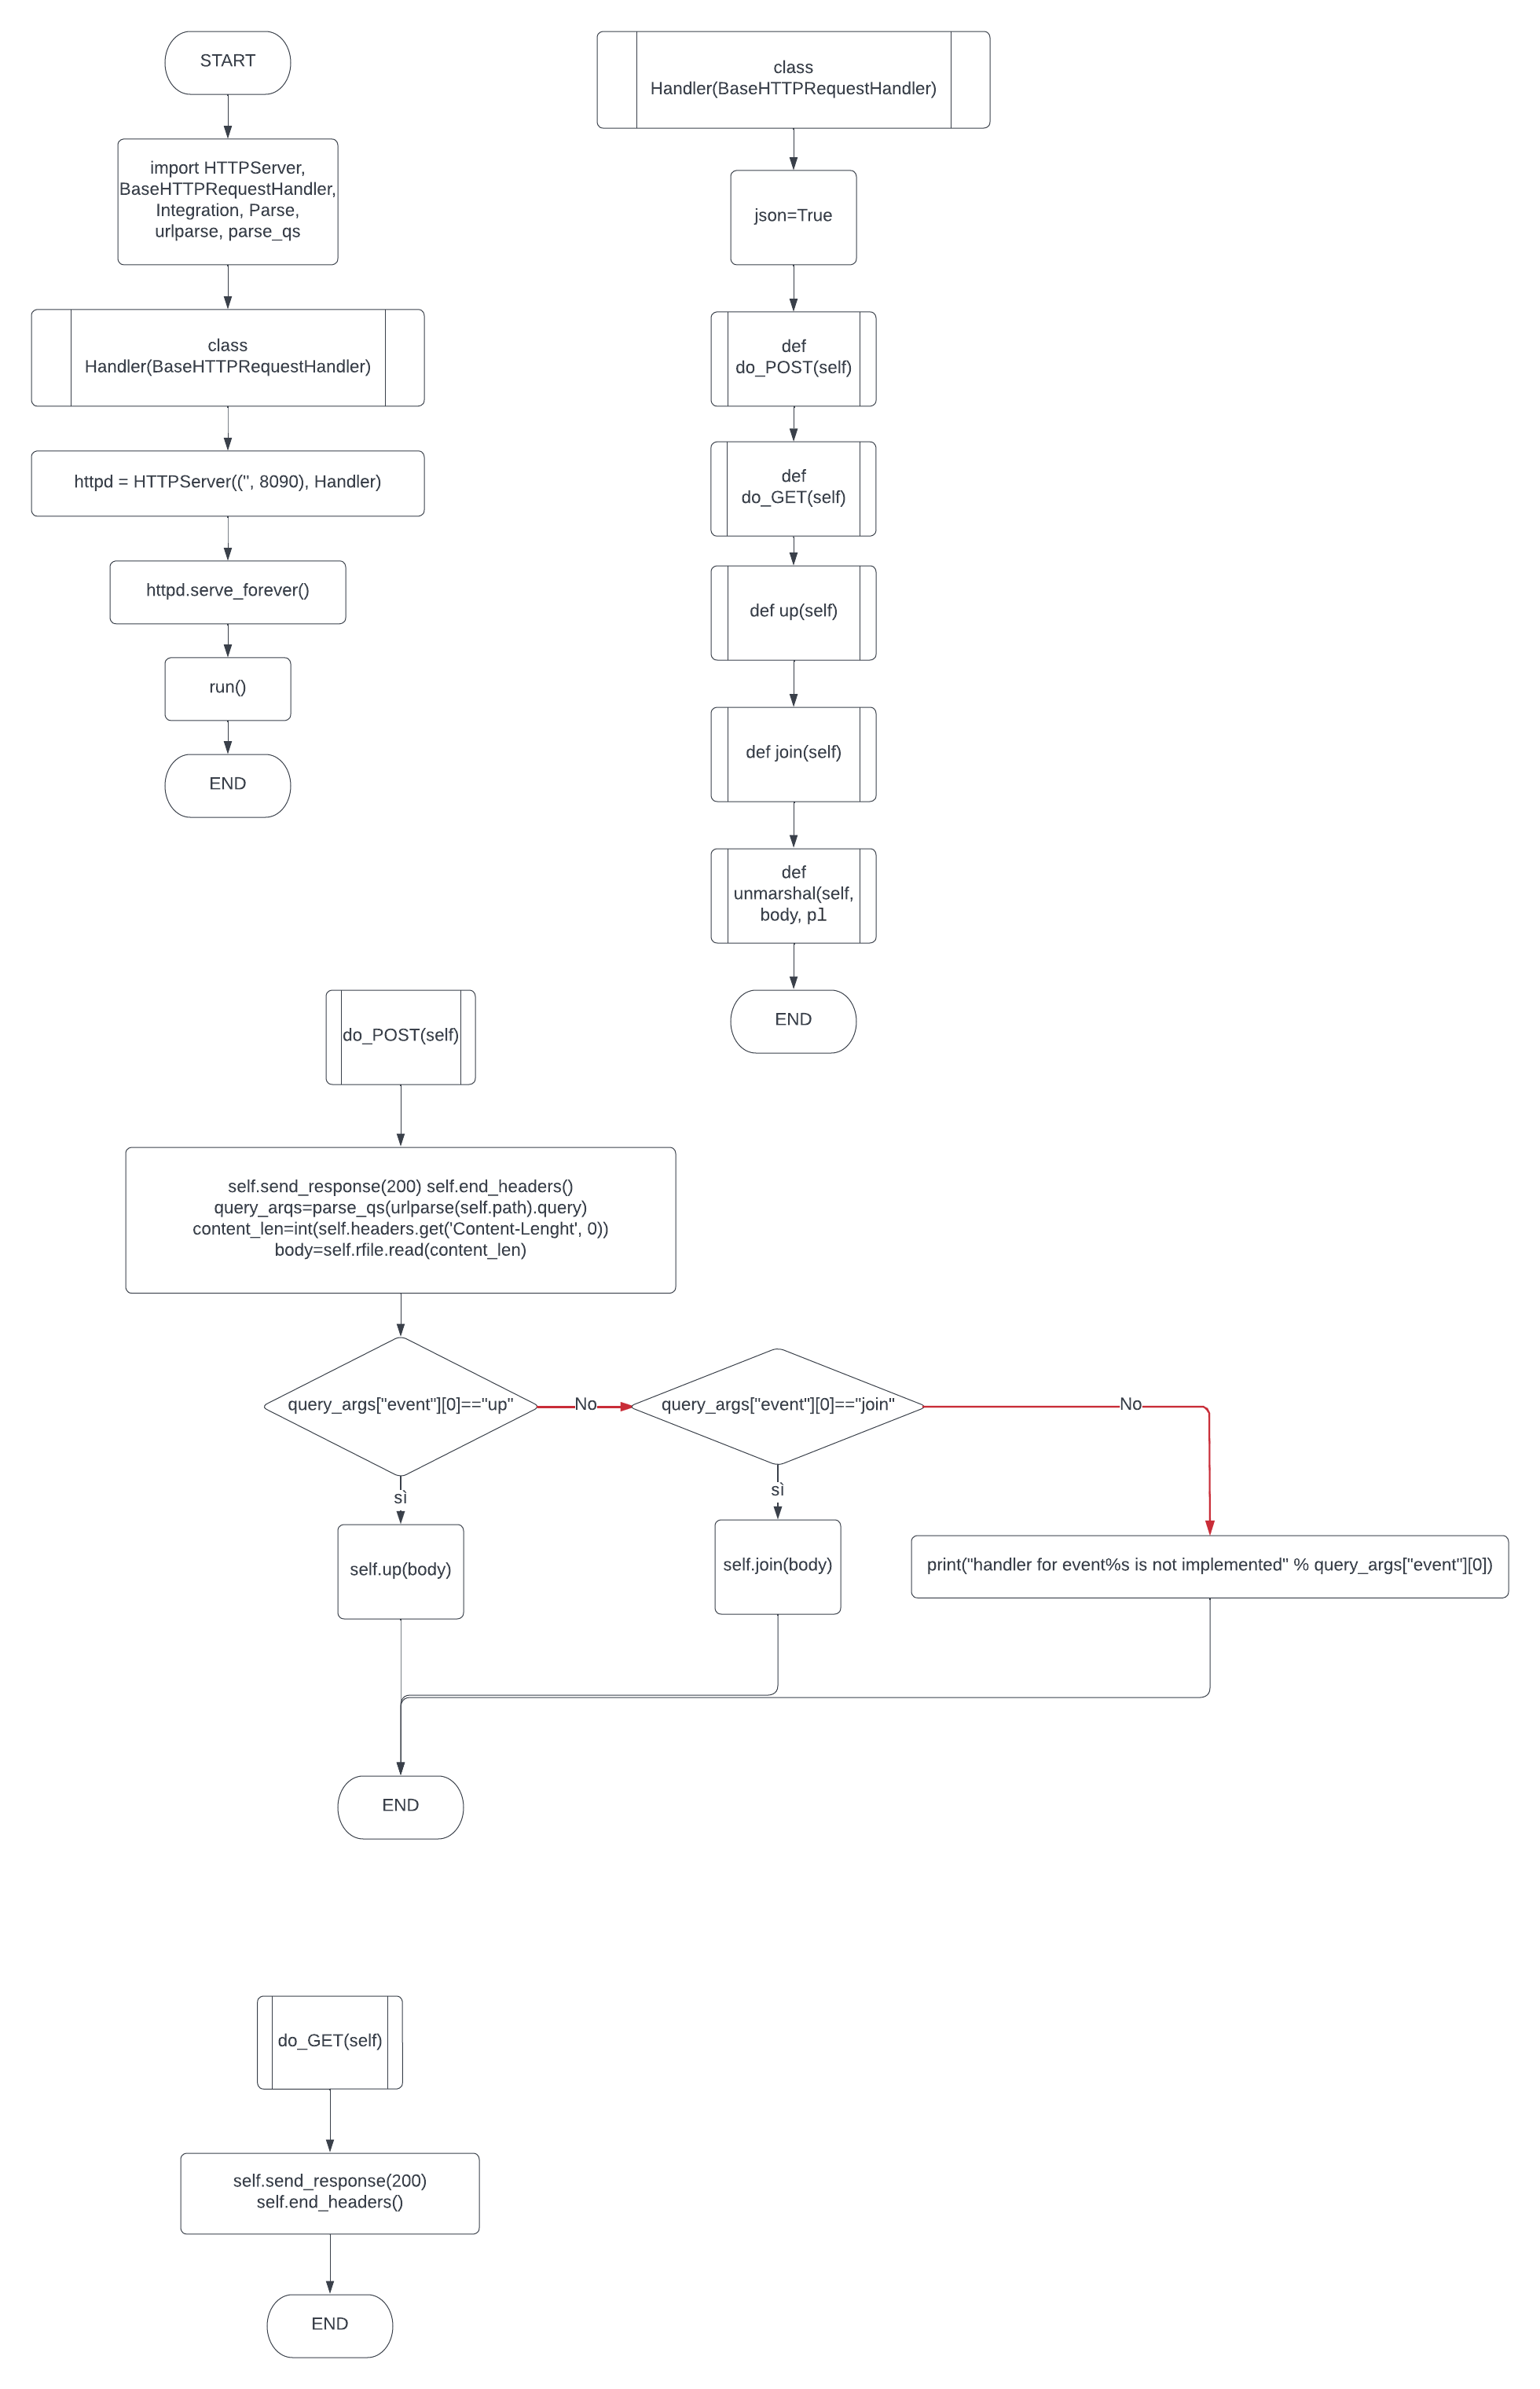 START
import HTTPServer,
BaseHTTPRequestHandler,
Integration, Parse,
urlparse, parse_qs
class
Handler(BaseHTTPRequestHandler)
httpd = HTTPServer(('', 8090), Handler)
httpd.serve_forever()
run()
END
class
Handler(BaseHTTPRequestHandler)
json=True
def
do_POST(self)
def
do_GET(self)
def up(self)
def join(self)
def
unmarshal(self,
body, pl
END
do_POST(self)
self.send_response(200) self.end_headers()
query_arqs=parse_qs(urlparse(self.path).query)
content_len=int(self.headers.get('Content-Lenght', 0))
body=self.rfile.read(content_len)
query_args["event"][0]=="up"
No
query_args["event"][0]=="join"
No
sì
sì
self.up(body)
self.join(body)
print("handler for event%s is not implemented" % query_args["event"][0])
END
do_GET(self)
self.send_response(200)
self.end_headers()
END